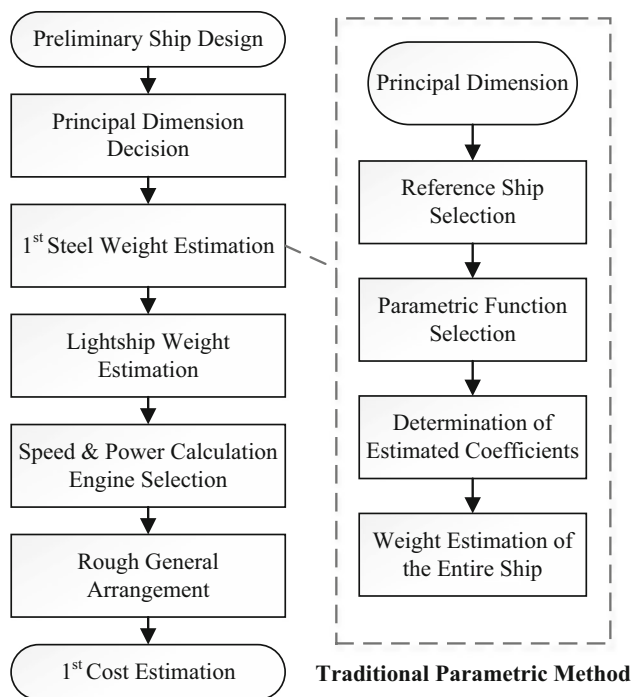 Preliminary Ship Design
Principal Dimension
Decision
1st Steel Weight Estimation
Lightship Weight
Estimation
Speed & Power Calculation
Engine Selection
Rough General
Arrangement
1st Cost Estimation
Principal Dimension
Reference Ship
Selection
Parametric Function
Selection
Determination of
Estimated Coefficients
Weight Estimation of
the Entire Ship
Traditional Parametric Method